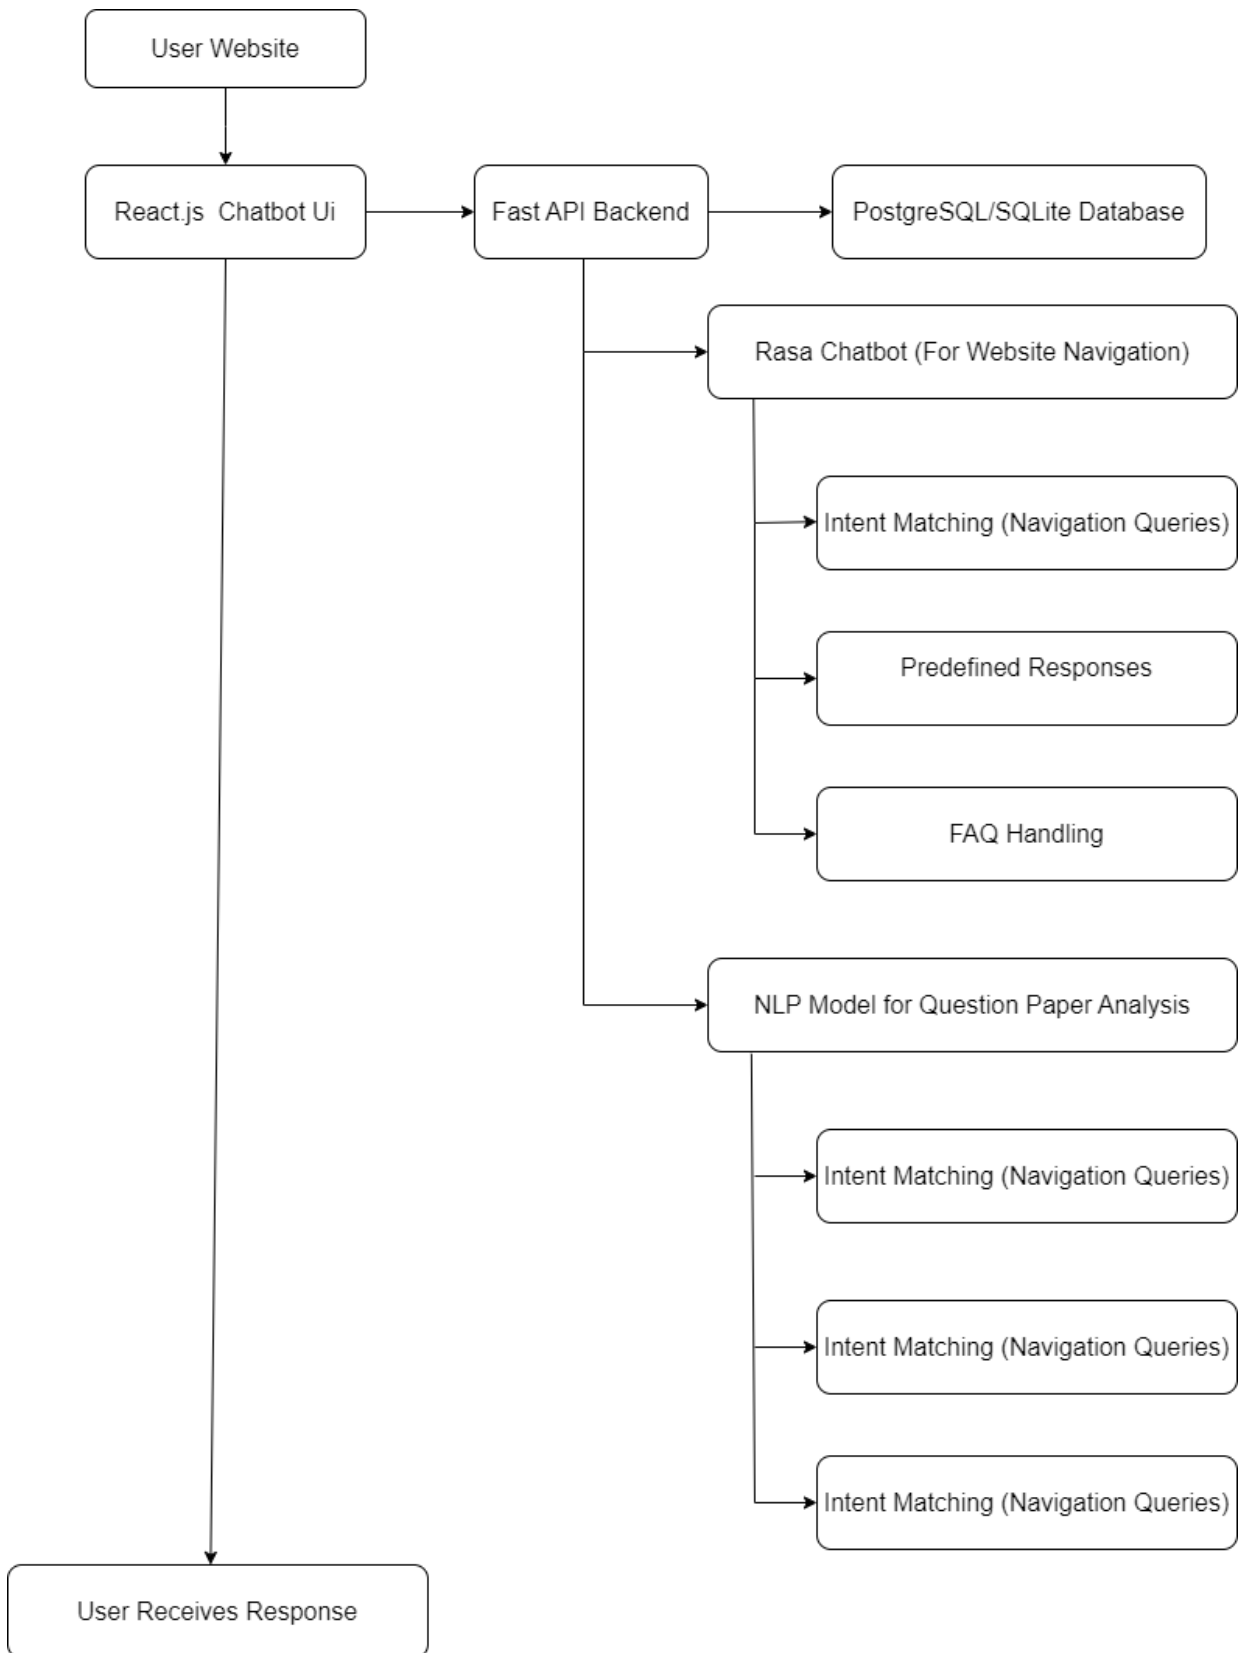 User Website
React.js  Chatbot Ui
Fast API Backend
PostgreSQL/SQLite Database
Rasa Chatbot (For Website Navigation)
Intent Matching (Navigation Queries)
Predefined Responses
FAQ Handling
NLP Model for Question Paper Analysis
Intent Matching (Navigation Queries)
Intent Matching (Navigation Queries)
Intent Matching (Navigation Queries)
User Receives Response